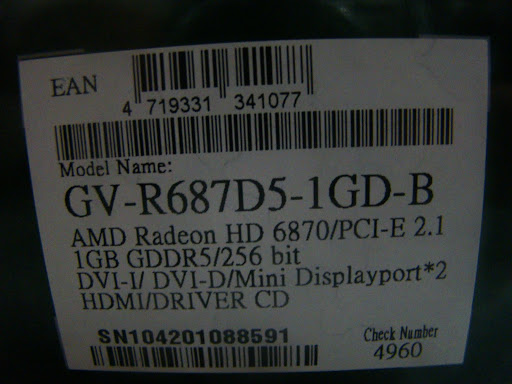 EAN
4 719331 341077
Model Name:
GV-R687D5-1GD-B
AMD Radeon HD 6870/PCI-E 2.1
1GB GDDR5/256 bit
DVI-I/ DVI-D/Mini Displayport*2
HDMI/DRIVER CD
SN104201088591
Check Number
4960